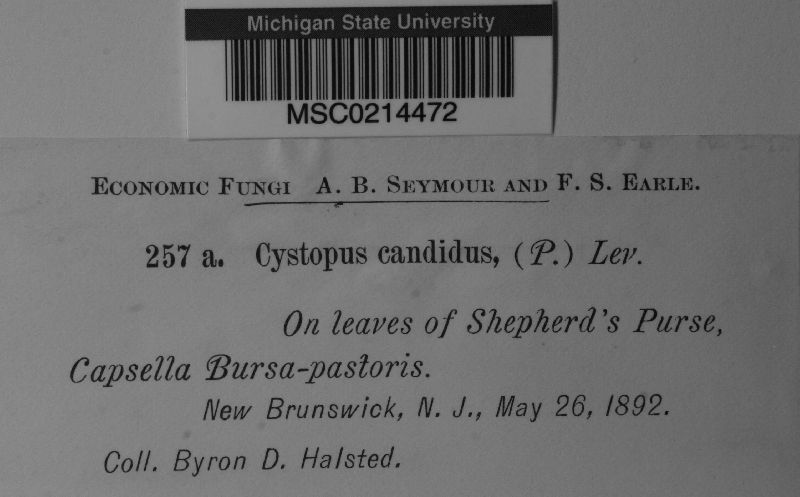 Michigan State University
MSC0214472
Economic Fungi A. B. Seymour and F. S. Earle.
257 a. Cystopus candidus, (P.) Lev.
On leaves of Shepherd's Purse,
Capsella Bursa-pastoris.
New Brunswick, N. J., May 26, 1892.
Coll. Byron D. Halsted.